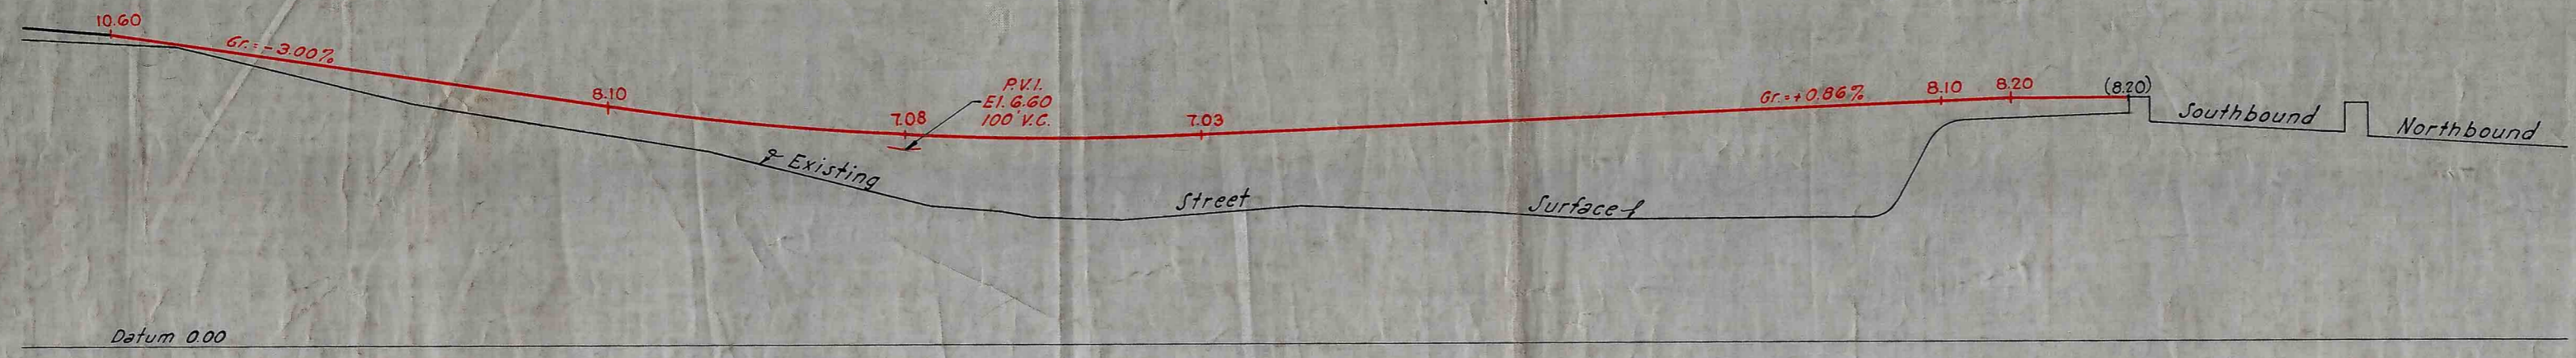 10.60
Gr. = - 3.00%
8.10
7.08
P.V.I.
El. 6.60
100' V.C.
7.03
Gr. = + 0.86%
8.10
8.20
(8.20)
Southbound
Northbound
℄ Existing
Street
Surface
Datum 0.00